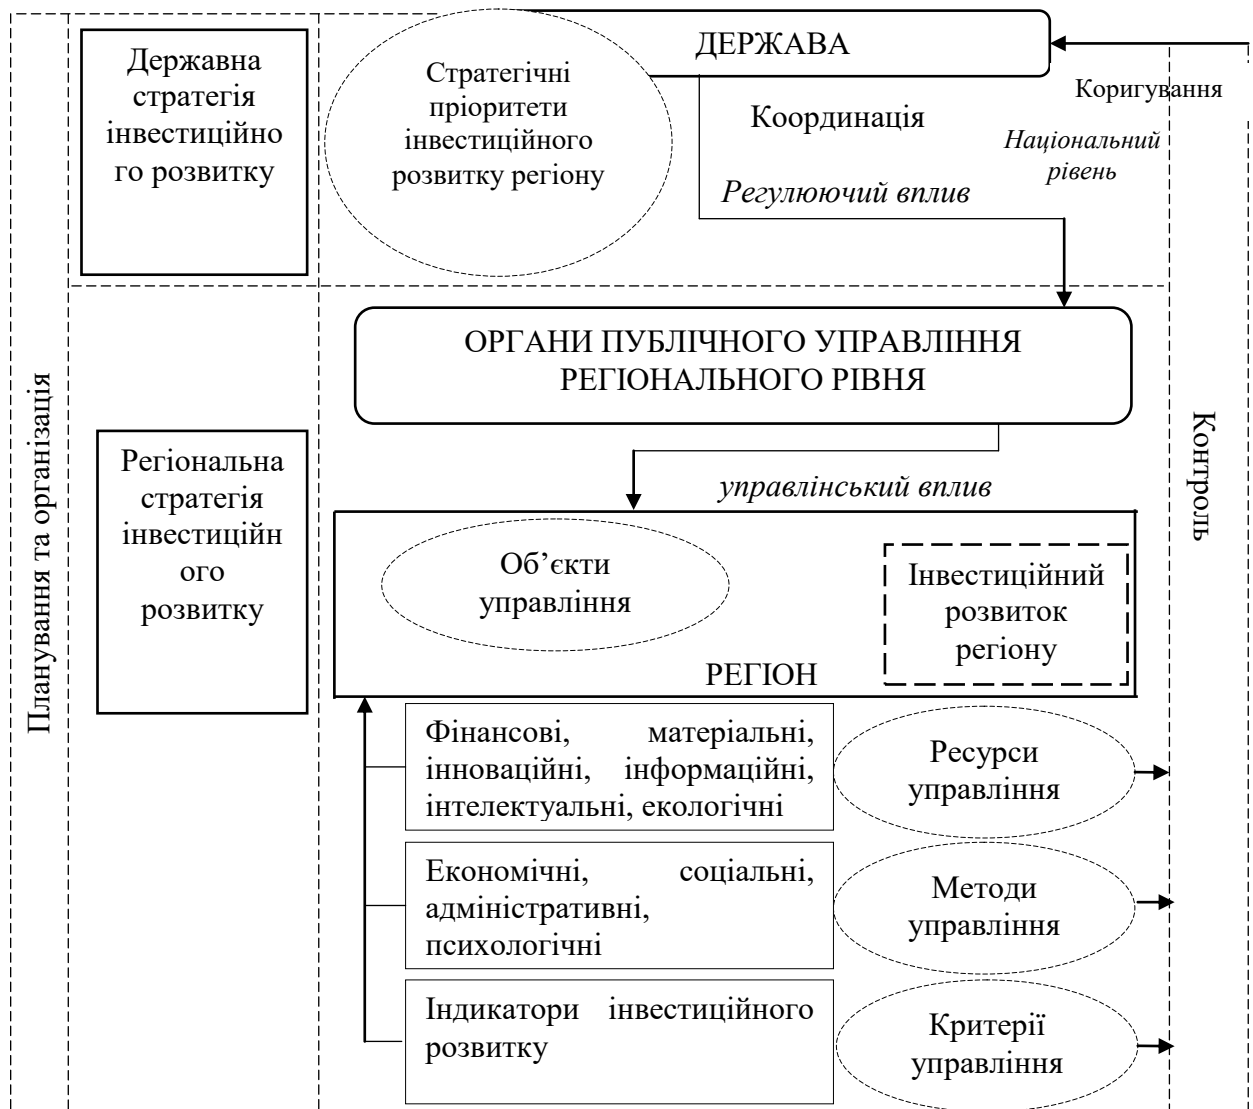 ДЕРЖАВА
Державна
стратегія
інвестиційно
го розвитку
Стратегічні
пріоритети
інвестиційного
розвитку регіону
Координація
Коригування
Національний
рівень
Регулюючий вплив
ОРГАНИ ПУБЛІЧНОГО УПРАВЛІННЯ
РЕГІОНАЛЬНОГО РІВНЯ
Планування та організація
Контроль
Регіональна
стратегія
інвестиційн
ого
розвитку
управлінський вплив
Об’єкти
управління
Інвестиційний
розвиток
регіону
РЕГІОН
Фінансові, матеріальні,
інноваційні, інформаційні,
інтелектуальні, екологічні
Ресурси
управління
Економічні, соціальні,
адміністративні,
психологічні
Методи
управління
Індикатори інвестиційного
розвитку
Критерії
управління